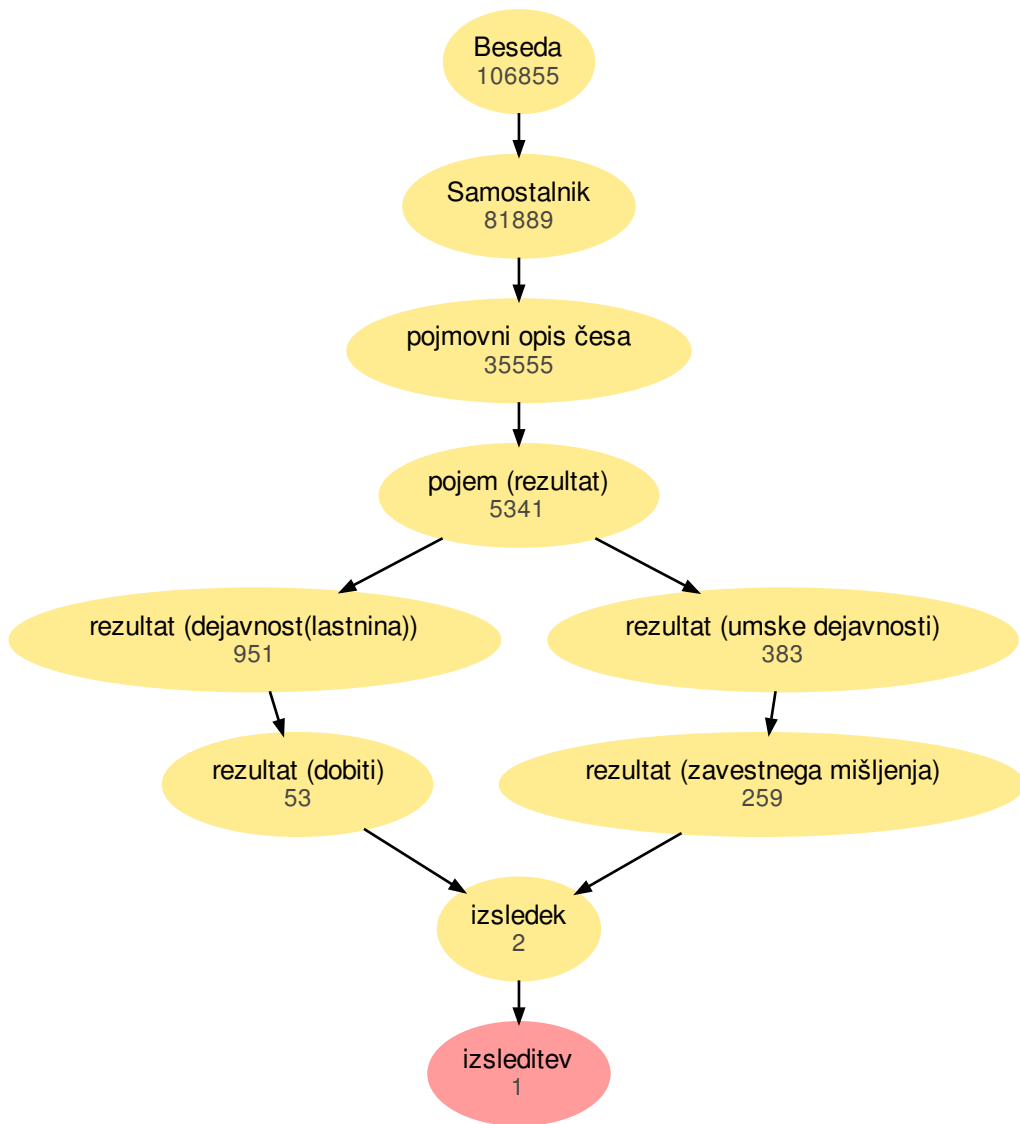 Beseda
106855
Samostalnik
81889
pojmovni opis česa
35555
pojem (rezultat)
5341
rezultat (dejavnost(lastnina))
951
rezultat (umske dejavnosti)
383
rezultat (dobiti)
53
rezultat (zavestnega mišljenja)
259
izsledek
2
izsleditev
1